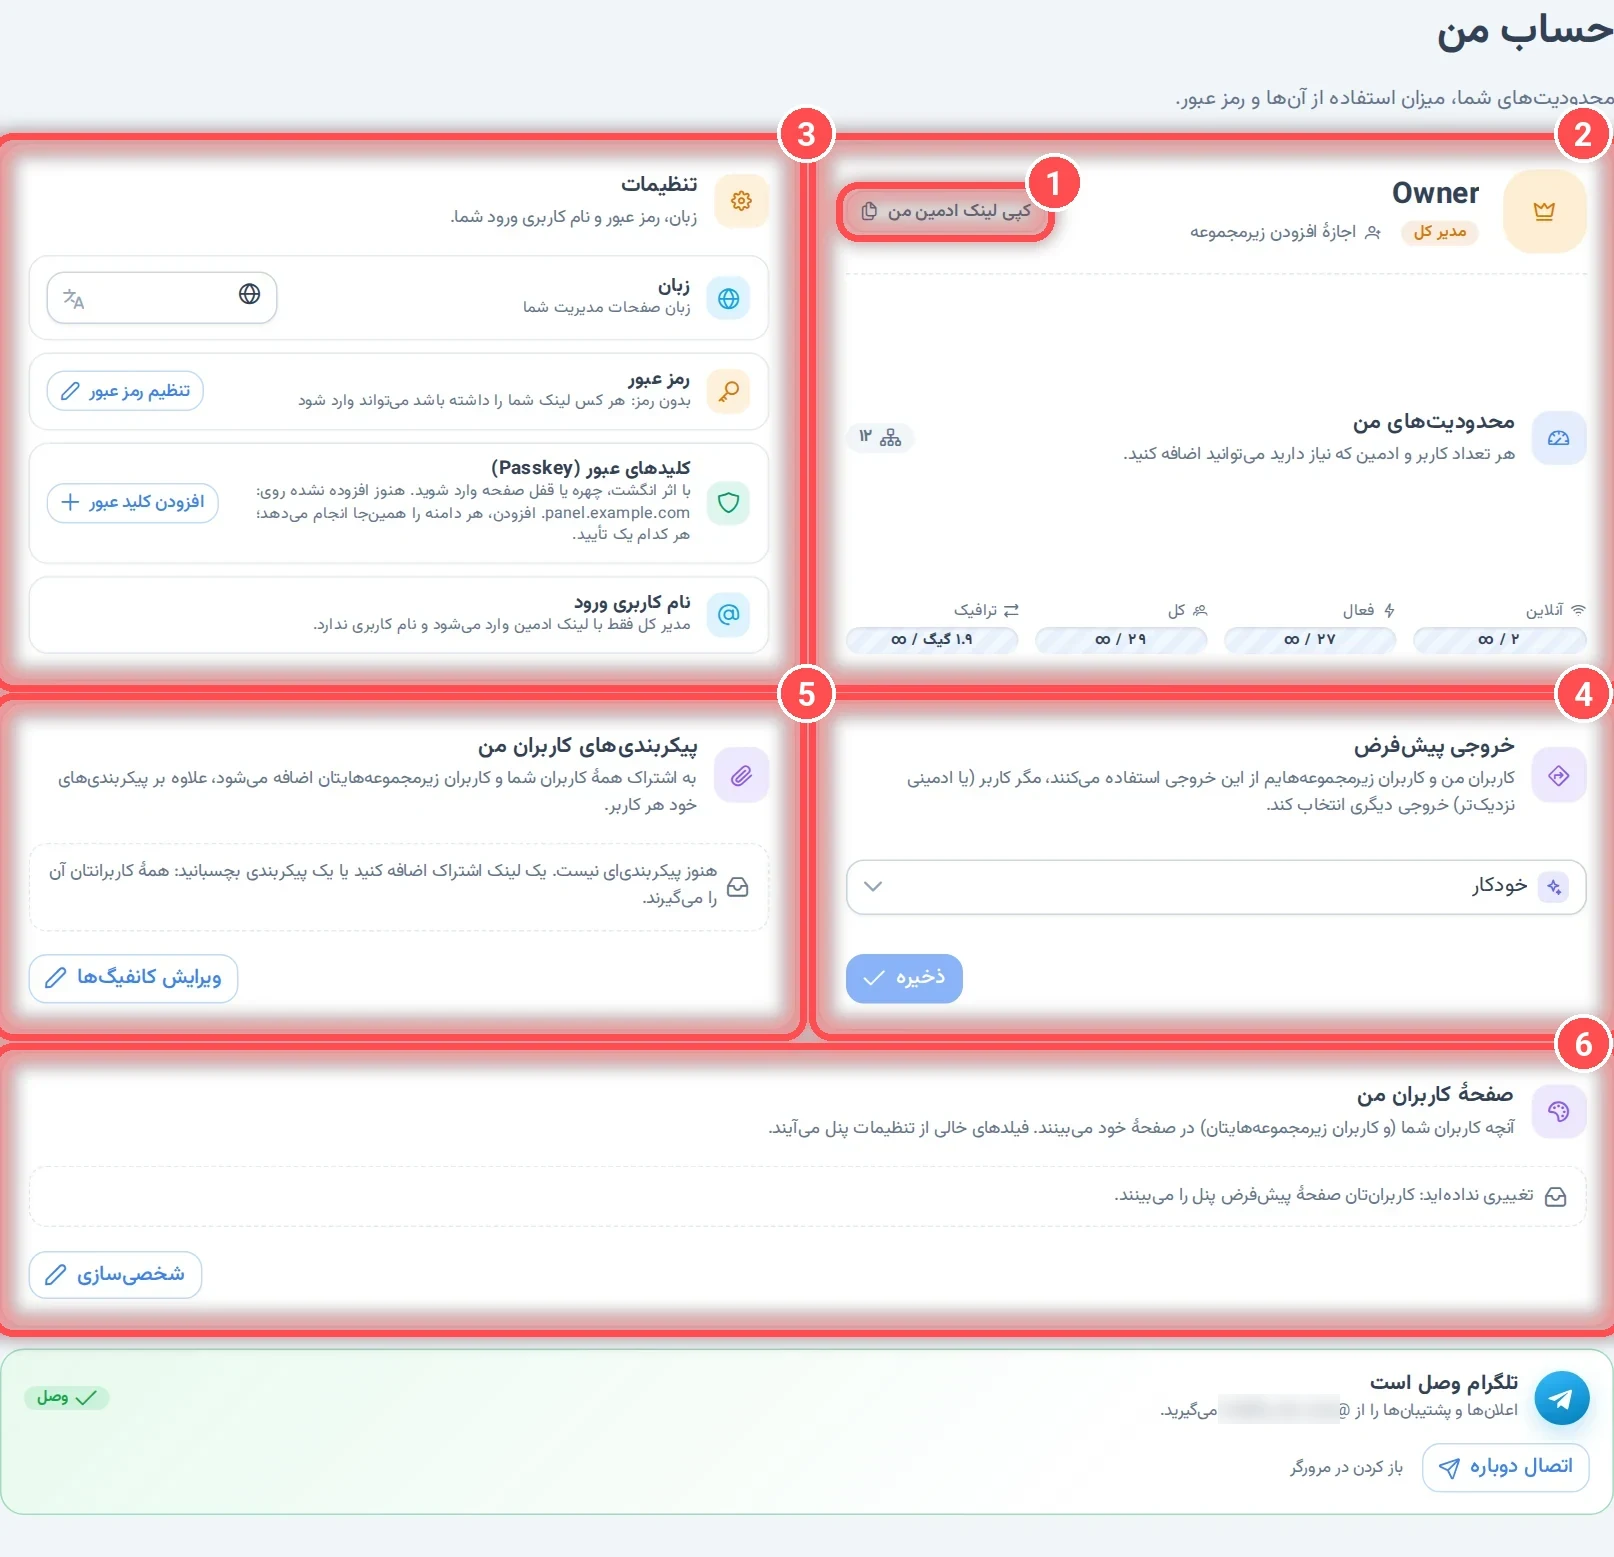 حساب من
محدودیت‌های شما، میزان استفاده از آن‌ها و رمز عبور.
2
Owner
مدیر کل
اجازهٔ افزودن زیرمجموعه
1
کپی لینک ادمین من
محدودیت‌های من
هر تعداد کاربر و ادمین که نیاز دارید می‌توانید اضافه کنید.
۱۲
آنلاین
۲ / ∞
فعال
۲۷ / ∞
کل
۲۹ / ∞
ترافیک
۱.۹ گیگ / ∞
3
تنظیمات
زبان، رمز عبور و نام کاربری ورود شما.
زبان
زبان صفحات مدیریت شما
رمز عبور
بدون رمز: هر کس لینک شما را داشته باشد می‌تواند وارد شود
تنظیم رمز عبور
کلیدهای عبور (Passkey)
با اثر انگشت، چهره یا قفل صفحه وارد شوید. هنوز افزوده نشده روی:
panel.example.com. افزودن، هر دامنه را همین‌جا انجام می‌دهد؛
هر کدام یک تأیید.
افزودن کلید عبور
نام کاربری ورود
مدیر کل فقط با لینک ادمین وارد می‌شود و نام کاربری ندارد.
4
خروجی پیش‌فرض
کاربران من و کاربران زیرمجموعه‌هایم از این خروجی استفاده می‌کنند، مگر کاربر (یا ادمینی
نزدیک‌تر) خروجی دیگری انتخاب کند.
خودکار
ذخیره
5
پیکربندی‌های کاربران من
به اشتراک همهٔ کاربران شما و کاربران زیرمجموعه‌هایتان اضافه می‌شود، علاوه بر پیکربندی‌های
خود هر کاربر.
هنوز پیکربندی‌ای نیست. یک لینک اشتراک اضافه کنید یا یک پیکربندی بچسبانید: همهٔ کاربرانتان آن
را می‌گیرند.
ویرایش کانفیگ‌ها
6
صفحهٔ کاربران من
آنچه کاربران شما (و کاربران زیرمجموعه‌هایتان) در صفحهٔ خود می‌بینند. فیلدهای خالی از تنظیمات پنل می‌آیند.
تغییری نداده‌اید: کاربران‌تان صفحهٔ پیش‌فرض پنل را می‌بینند.
شخصی‌سازی
تلگرام وصل است
اعلان‌ها و پشتیبان‌ها را از @ می‌گیرید.
وصل
اتصال دوباره
باز کردن در مرورگر